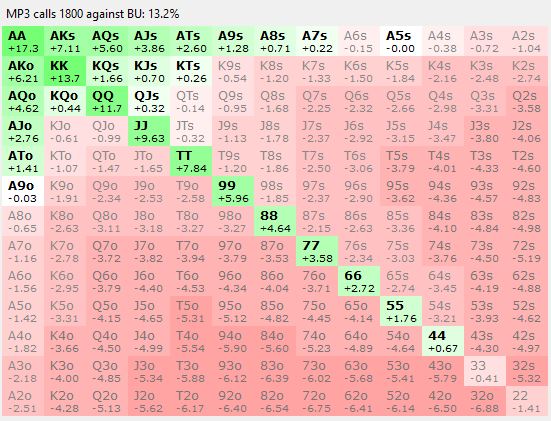 MP3 calls 1800 against BU: 13.2%
AA AKs AQs AJs ATs A9s A8s A7s A6s A5s A4s A3s A2s
+17.3 +7.11 +5.60 +3.86 +2.60 +1.28 +0.71 +0.22 -0.15 -0.00 -0.38 -0.72 -1.04
AKo KK KQs KJs KTs K9s K8s K7s K6s K5s K4s K3s K2s
+6.21 +13.7 +1.66 +0.70 +0.26 -0.54 -1.20 -1.33 -1.50 -1.84 -2.16 -2.48 -2.74
AQo KQo QQ QJs QTs Q9s Q8s Q7s Q6s Q5s Q4s Q3s Q2s
+4.62 +0.44 +11.7 +0.32 -0.14 -0.95 -1.68 -2.25 -2.32 -2.66 -2.98 -3.31 -3.58
AJo KJo QJo JJ JTs J9s J8s J7s J6s J5s J4s J3s J2s
+2.76 -0.61 -0.99 +9.63 -0.32 -1.13 -1.78 -2.37 -2.92 -3.15 -3.47 -3.80 -4.06
ATo KTo QTo JTo TT T9s T8s T7s T6s T5s T4s T3s T2s
+1.41 -1.07 -1.47 -1.65 +7.84 -1.20 -1.86 -2.50 -3.06 -3.79 -4.01 -4.33 -4.60
A9o K9o Q9o J9o T9o 99 98s 97s 96s 95s 94s 93s 92s
-0.03 -1.91 -2.34 -2.53 -2.58 +5.96 -1.85 -2.37 -2.90 -3.62 -4.36 -4.57 -4.83
A8o K8o Q8o J8o T8o 98o 88 87s 86s 85s 84s 83s 82s
-0.65 -2.63 -3.11 -3.18 -3.27 -3.27 +4.64 -2.15 -2.63 -3.36 -4.10 -4.84 -4.98
A7o K7o Q7o J7o T7o 97o 87o 77 76s 75s 74s 73s 72s
-1.16 -2.78 -3.72 -3.82 -3.94 -3.79 -3.53 +3.58 -2.34 -3.03 -3.76 -4.50 -5.19
A6o K6o Q6o J6o T6o 96o 86o 76o 66 65s 64s 63s 62s
-1.56 -2.95 -3.79 -4.40 -4.53 -4.34 -4.04 -3.71 +2.72 -2.74 -3.45 -4.19 -4.88
A5o K5o Q5o J5o T5o 95o 85o 75o 65o 55 54s 53s 52s
-1.42 -3.31 -4.15 -4.65 -5.31 -5.12 -4.82 -4.45 -4.14 +1.76 -3.21 -3.93 -4.62
A4o K4o Q4o J4o T4o 94o 84o 74o 64o 54o 44 43s 42s
-1.82 -3.66 -4.50 -4.99 -5.54 -5.90 -5.60 -5.23 -4.89 -4.64 +0.67 -4.30 -4.97
A3o K3o Q3o J3o T3o 93o 83o 73o 63o 53o 43o 33 32s
-2.18 -4.00 -4.85 -5.34 -5.88 -6.12 -6.39 -6.02 -5.68 -5.41 -5.79 -0.41 -5.32
A2o K2o Q2o J2o T2o 92o 82o 72o 62o 52o 42o 32o 22
-2.51 -4.28 -5.13 -5.62 -6.17 -6.40 -6.54 -6.75 -6.41 -6.14 -6.50 -6.88 -1.41